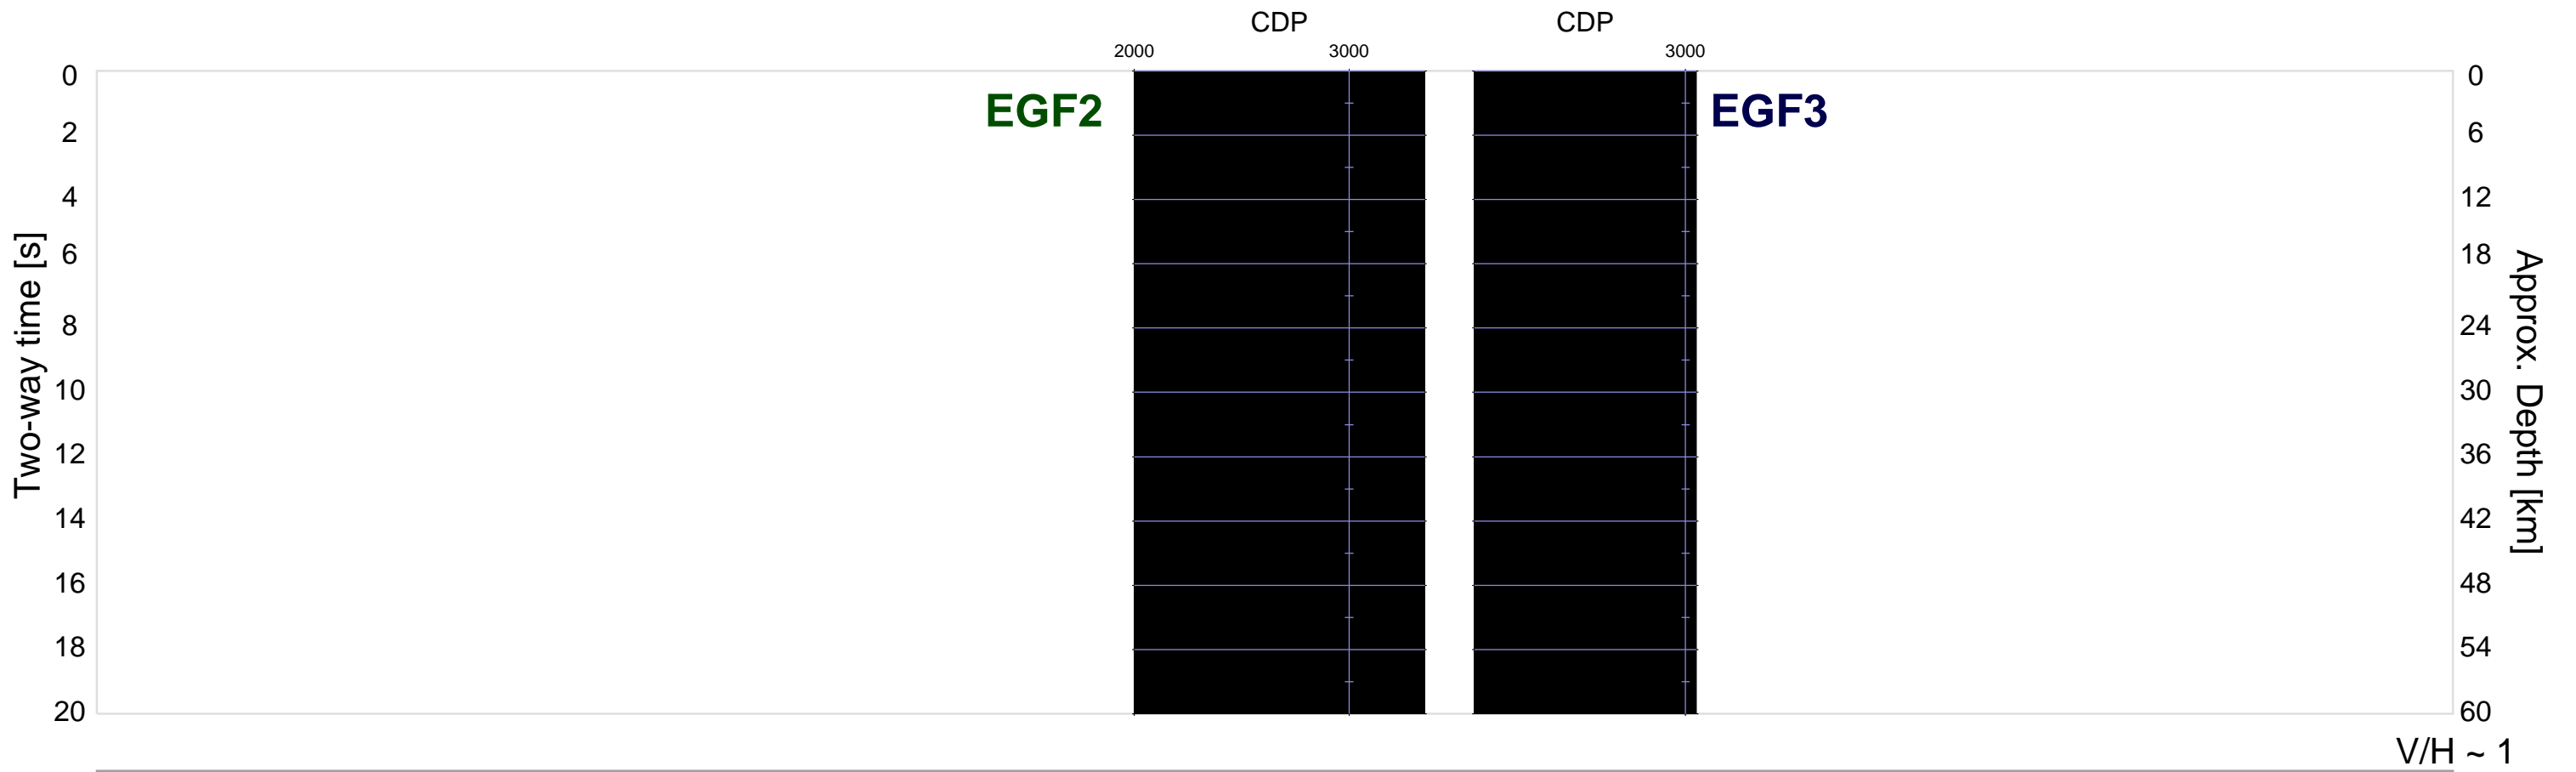 CDP CDP
2000 3000 3000
0 0
EGF2 EGF3
2 6
4 12
6 18
8 24
10 30
12 36
14 42
16 48
18 54
20 60
Two-way time [s]
Approx. Depth [km]
V/H ~ 1